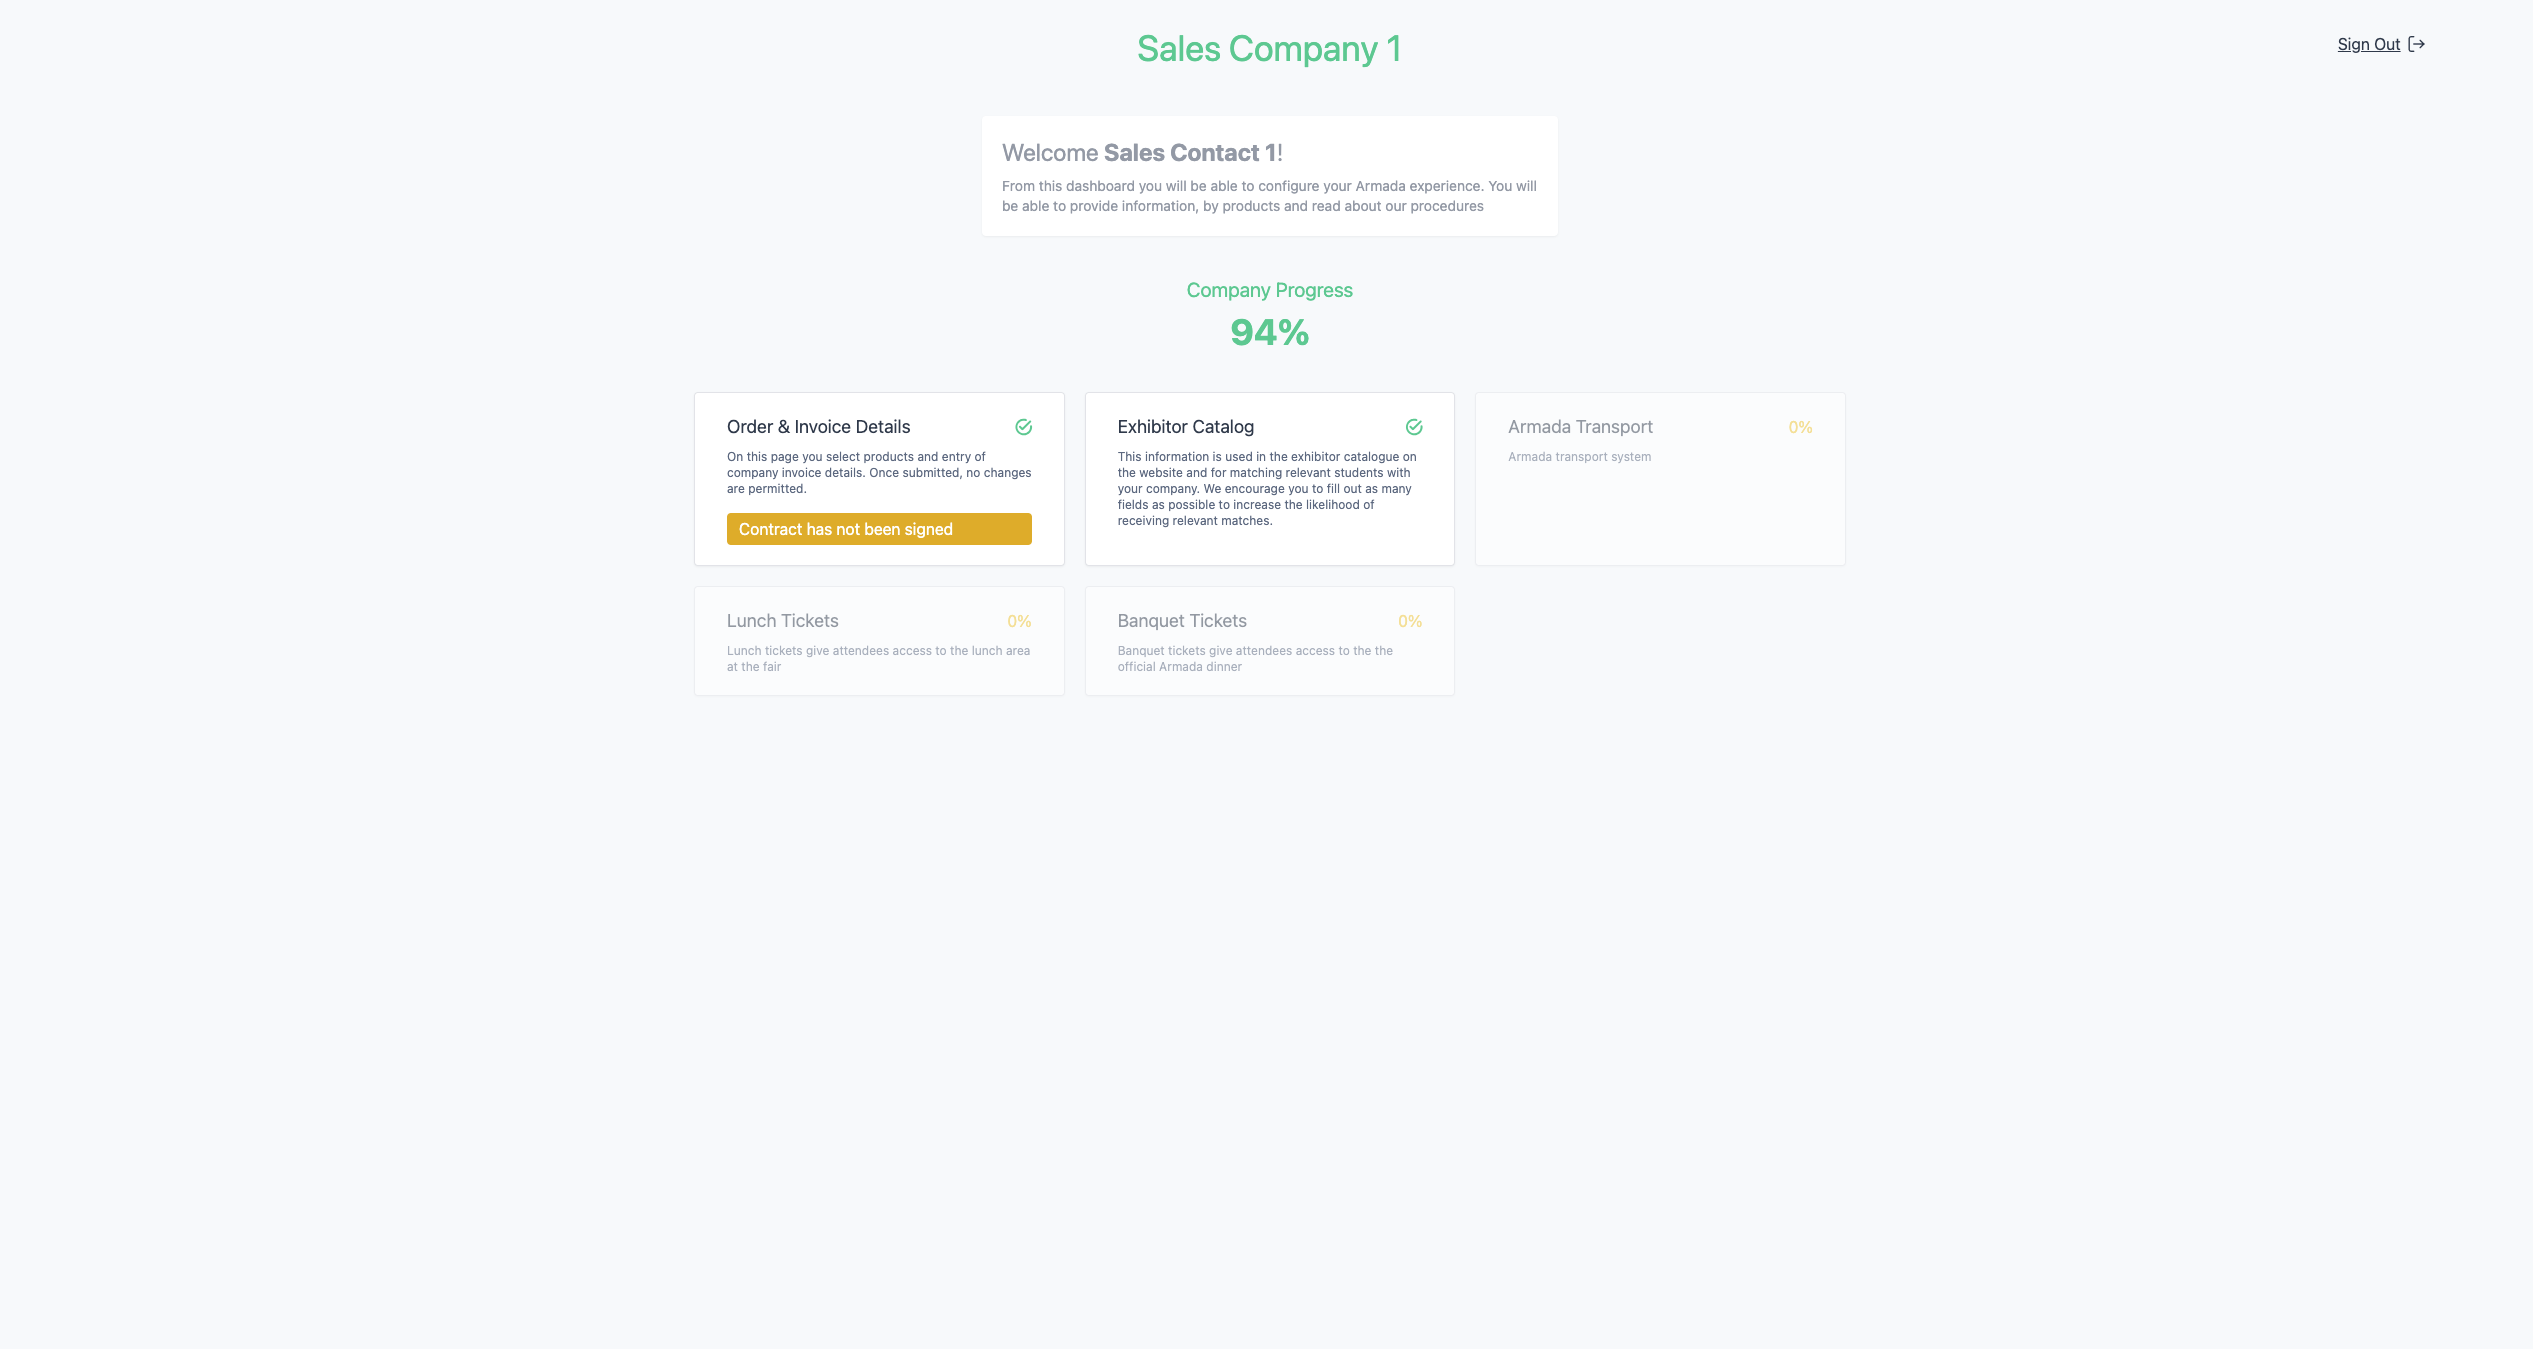 Sales Company 1
Sign Out
Welcome Sales Contact 1!
From this dashboard you will be able to configure your Armada experience. You will
be able to provide information, by products and read about our procedures
Company Progress
94%
Order & Invoice Details
On this page you select products and entry of
company invoice details. Once submitted, no changes
are permitted.
Contract has not been signed
Exhibitor Catalog
This information is used in the exhibitor catalogue on
the website and for matching relevant students with
your company. We encourage you to fill out as many
fields as possible to increase the likelihood of
receiving relevant matches.
Armada Transport 0%
Armada transport system
Lunch Tickets 0%
Lunch tickets give attendees access to the lunch area
at the fair
Banquet Tickets 0%
Banquet tickets give attendees access to the the
official Armada dinner